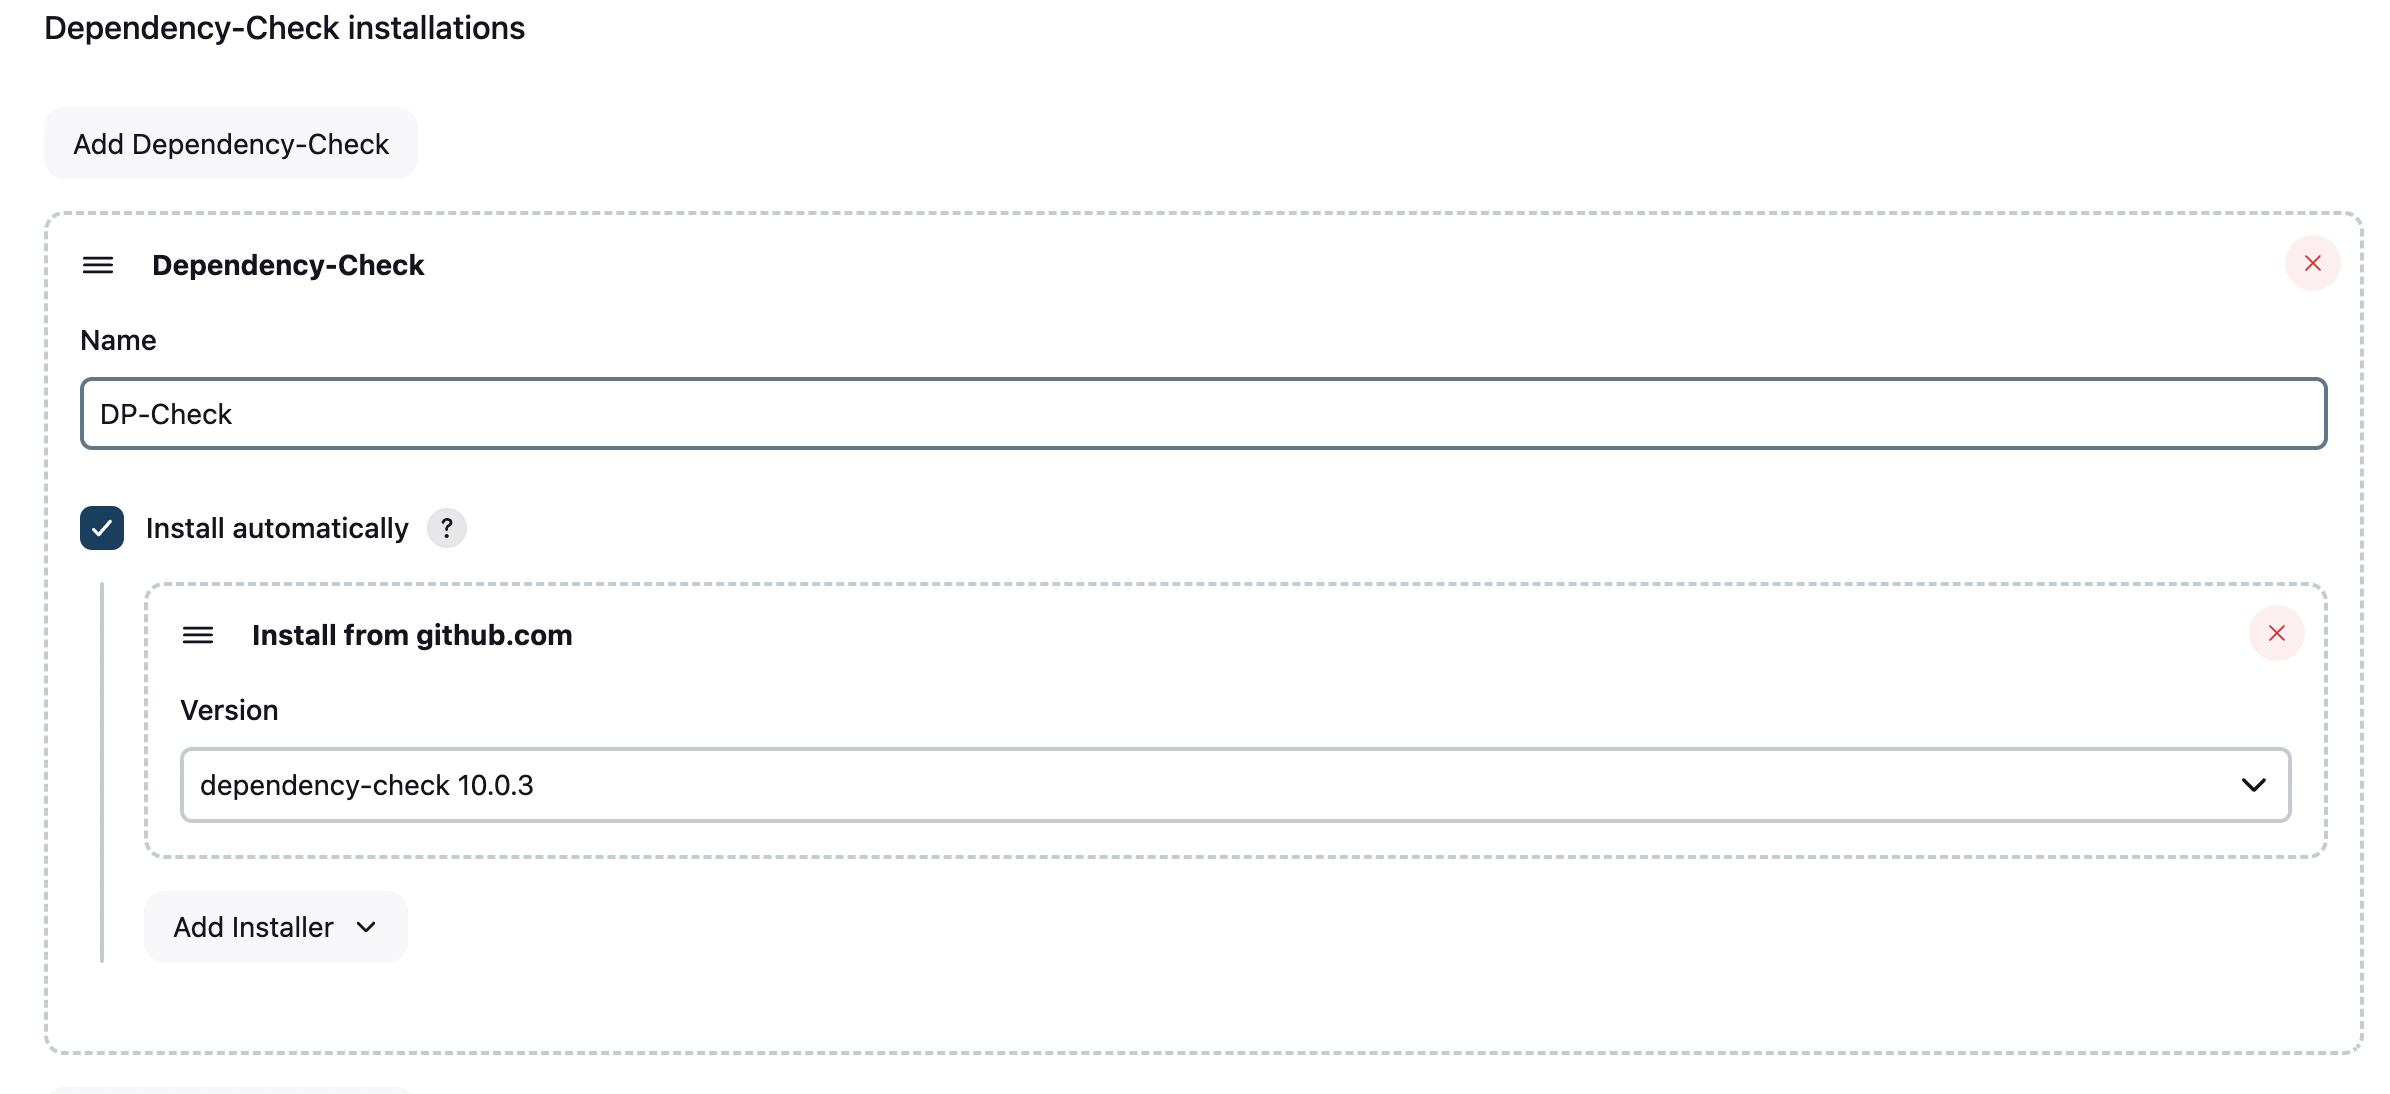 Dependency-Check installations
Add Dependency-Check
Dependency-Check
Name
DP-Check
Install automatically ?
Install from github.com
Version
dependency-check 10.0.3
Add Installer